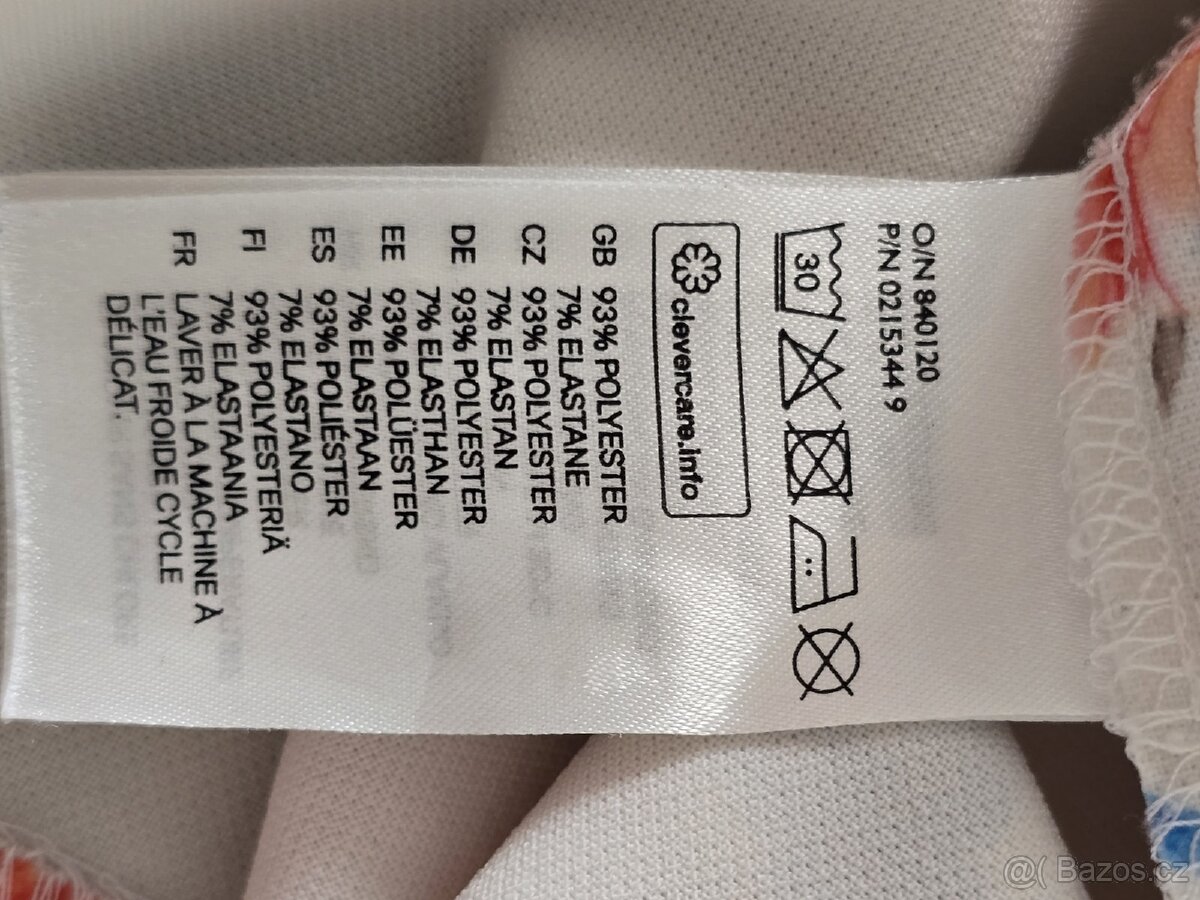 O/N 840120
P/N 0215344 9
30
clevercare.info
GB 93% POLYESTER
7% ELASTANE
CZ 93% POLYESTER
7% ELASTAN
DE 93% POLYESTER
7% ELASTHAN
EE 93% POLÜESTER
7% ELASTAAN
ES 93% POLIÉSTER
7% ELASTANO
FI 93% POLYESTERIÄ
7% ELASTAANIA
FR LAVER À LA MACHINE À
L'EAU FROIDE CYCLE
DÉLICAT.
@( Bazos.cz